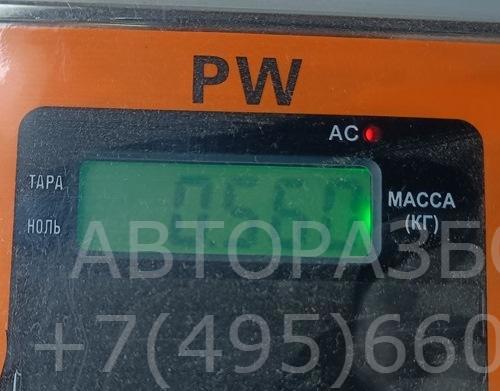 PW
AC
ТАРА
МАССА
(КГ)
НОЛЬ
АВТОРАЗБ
+7(495)660